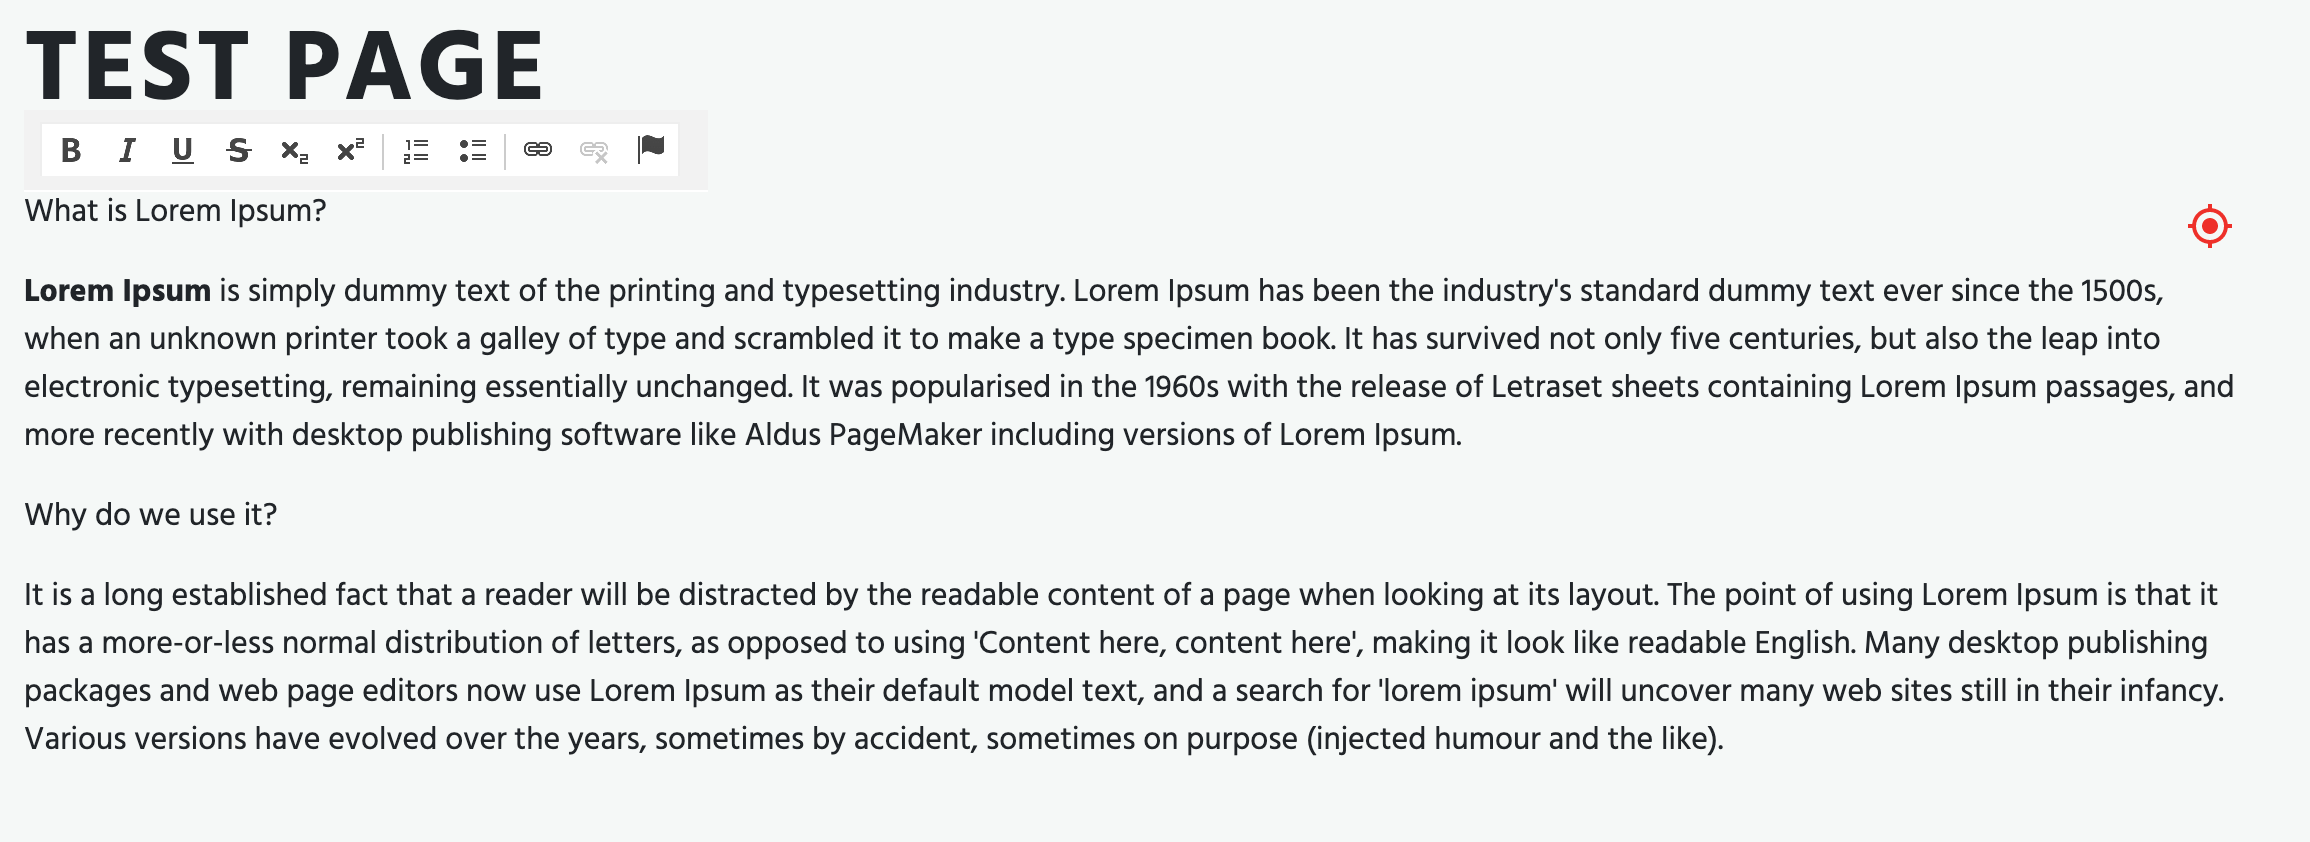 TEST PAGE
B I U S x₂ x²
What is Lorem Ipsum?
Lorem Ipsum is simply dummy text of the printing and typesetting industry. Lorem Ipsum has been the industry's standard dummy text ever since the 1500s,
when an unknown printer took a galley of type and scrambled it to make a type specimen book. It has survived not only five centuries, but also the leap into
electronic typesetting, remaining essentially unchanged. It was popularised in the 1960s with the release of Letraset sheets containing Lorem Ipsum passages, and
more recently with desktop publishing software like Aldus PageMaker including versions of Lorem Ipsum.
Why do we use it?
It is a long established fact that a reader will be distracted by the readable content of a page when looking at its layout. The point of using Lorem Ipsum is that it
has a more-or-less normal distribution of letters, as opposed to using 'Content here, content here', making it look like readable English. Many desktop publishing
packages and web page editors now use Lorem Ipsum as their default model text, and a search for 'lorem ipsum' will uncover many web sites still in their infancy.
Various versions have evolved over the years, sometimes by accident, sometimes on purpose (injected humour and the like).